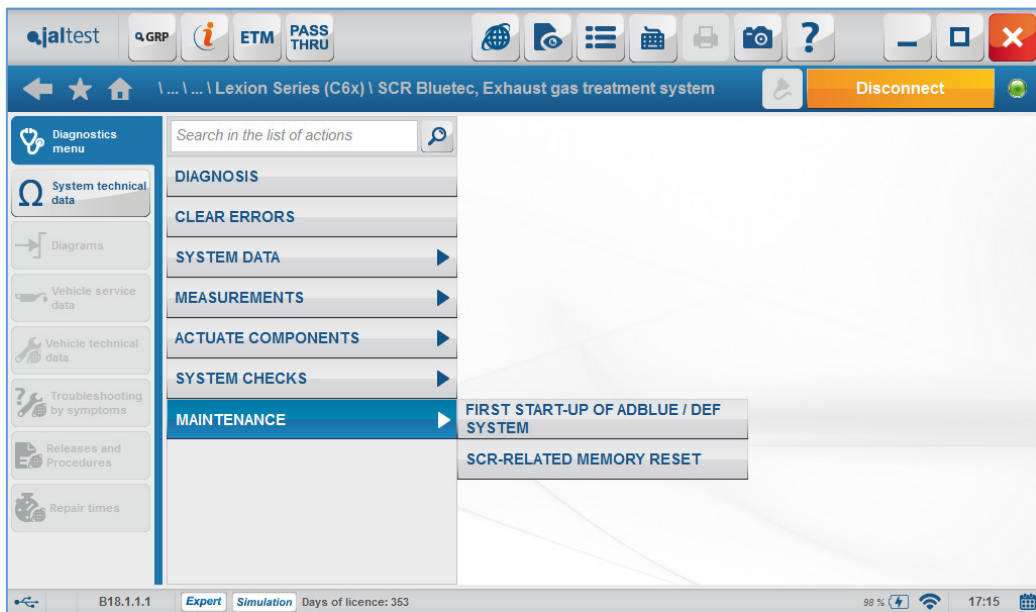 jaltest
GRP
i
ETM
PASS
THRU
?
\ ... \ ... \ Lexion Series (C6x) \ SCR Bluetec, Exhaust gas treatment system
Disconnect
Diagnostics
menu
Search in the list of actions
System technical
data
Diagrams
Vehicle service
data
Vehicle technical
data
Troubleshooting
by symptoms
Releases and
Procedures
Repair times
DIAGNOSIS
CLEAR ERRORS
SYSTEM DATA
MEASUREMENTS
ACTUATE COMPONENTS
SYSTEM CHECKS
MAINTENANCE
FIRST START-UP OF ADBLUE / DEF
SYSTEM
SCR-RELATED MEMORY RESET
B18.1.1.1
Expert
Simulation
Days of licence: 353
98 %
17:15